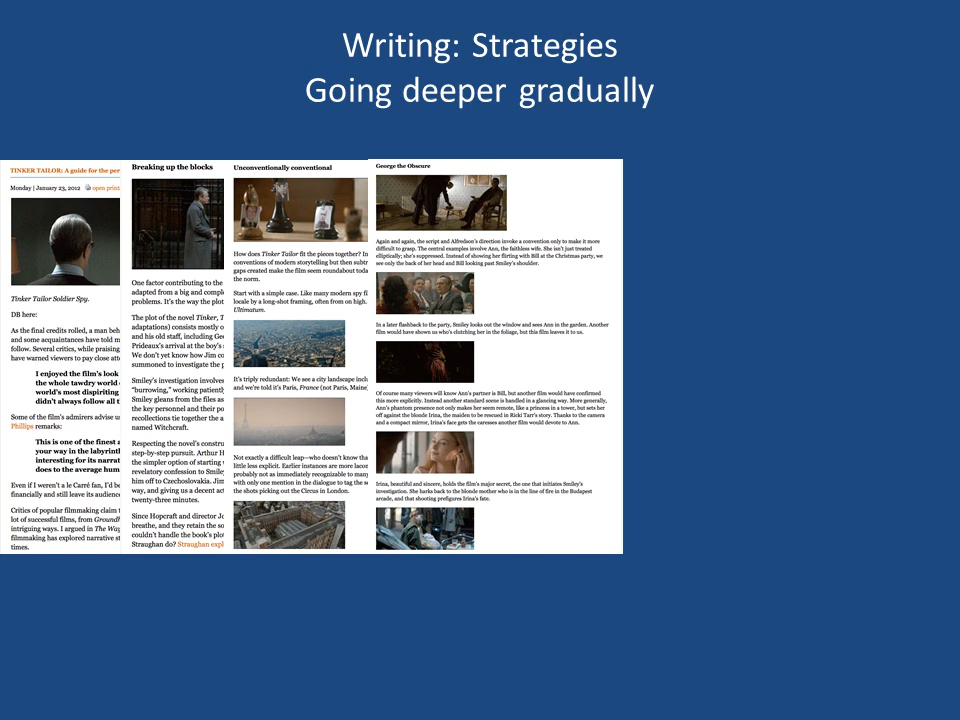 Writing: Strategies
Going deeper gradually
TINKER TAILOR: A guide for the per
Monday | January 23, 2012 open print
Tinker Tailor Soldier Spy.
DB here:
As the final credits rolled, a man beh
and some acquaintances have told m
follow. Several critics, while praising
have warned viewers to pay close att
I enjoyed the film's look
the whole tawdry world
world's most dispiriting
didn't always follow all t
Some of the film's admirers advise u
Phillips remarks:
This is one of the finest a
your way in the labyrinth
interesting for its narrat
does to the average hum
Even if I weren't a le Carré fan, I'd be
financially and still leave its audience
Critics of popular filmmaking claim t
lot of successful films, from Groundh
intriguing ways. I argued in The Way
filmmaking has explored narrative st
times.
Breaking up the blocks
One factor contributing to the
adapted from a big and compl
problems. It's the way the plot
The plot of the novel Tinker, T
adaptations) consists mostly o
and his old staff, including Geo
Prideaux's arrival at the boy's
We don't yet know how Jim co
summoned to investigate the p
Smiley's investigation involves
"burrowing," working patiently
Smiley gleans from the files as
the key personnel and their po
recollections tie together the a
named Witchcraft.
Respecting the novel's constru
step-by-step pursuit. Arthur H
the simpler option of starting
revelatory confession to Smiley
him off to Czechoslovakia. Jim
way, and giving us a decent act
twenty-three minutes.
Since Hopcraft and director Jo
breathe, and they retained the so
couldn't handle the book's plot
Straughan do? Straughan expl
Unconventionally conventional
How does Tinker Tailor fit the pieces together? In
conventions of modern storytelling but then subtr
gaps created make the film seem roundabout toda
the norm.
Start with a simple case. Like many modern spy fi
locale by a long-shot framing, often from on high.
Ultimatum.
It's triply redundant: We see a city landscape incl
and we're told it's Paris, France (not Paris, Maine
Not exactly a difficult leap—who doesn't know tha
little less explicit. Earlier instances are more lacon
probably not as immediately recognizable to many
with only one mention in the dialogue to tag the s
the shots picking out the Circus in London.
George the Obscure
Again and again, the script and Alfredson's direction invoke a convention only to make it more
difficult to grasp. The central examples involve Ann, the faithless wife. She isn't just treated
elliptically; she's suppressed. Instead of showing her flirting with Bill at the Christmas party, we
see only the back of her head and Bill looking past Smiley's shoulder.
In a later flashback to the party, Smiley looks out the window and sees Ann in the garden. Another
film would have shown us who's clutching her in the foliage, but this film leaves it to us.
Of course many viewers will know Ann's partner is Bill, but another film would have confirmed
this more explicitly. Instead another standard scene is handled in a glancing way. More generally,
Ann's phantom presence not only makes her seem remote, like a princess in a tower, but sets her
off against the blonde Irina, the maiden to be rescued in Ricki Tarr's story. Thanks to the camera
and a compact mirror, Irina's face gets the caresses another film would devote to Ann.
Irina, beautiful and sincere, holds the film's major secret, the one that initiates Smiley's
investigation. She harks back to the blonde mother who is in the line of fire in the Budapest
arcade, and that shooting prefigures Irina's fate.